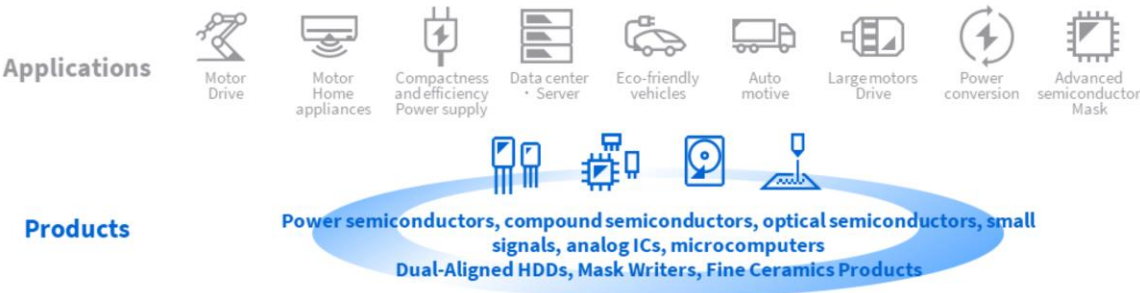 Applications
Motor
Drive
Motor
Home
appliances
Compactness
and efficiency
Power supply
Data center
・ Server
Eco-friendly
vehicles
Auto
motive
Large motors
Drive
Power
conversion
Advanced
semiconductor
Mask
Products
Power semiconductors, compound semiconductors, optical semiconductors, small
signals, analog ICs, microcomputers
Dual-Aligned HDDs, Mask Writers, Fine Ceramics Products